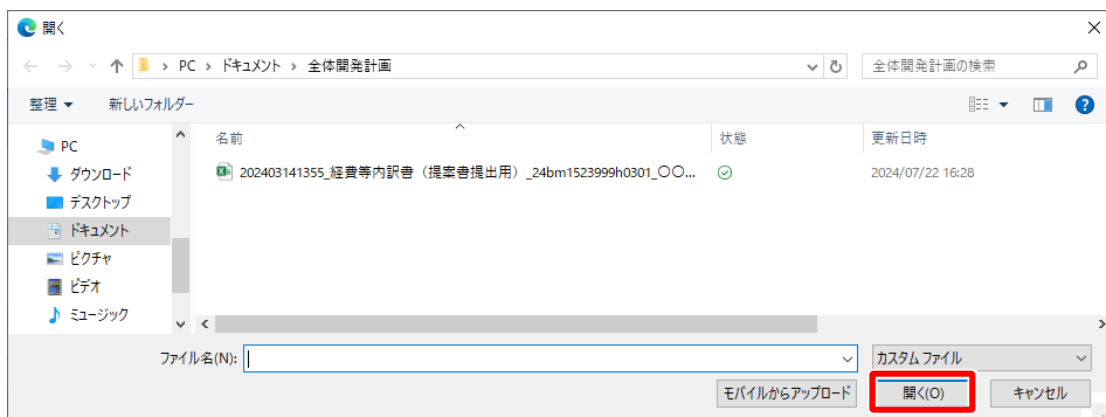 開く
PC › ドキュメント › 全体開発計画
全体開発計画の検索
整理 ▼ 新しいフォルダー
名前 状態 更新日時
202403141355_経費等内訳書（提案書提出用）_24bm1523999h0301_〇〇... 2024/07/22 16:28
PC
ダウンロード
デスクトップ
ドキュメント
ピクチャ
ビデオ
ミュージック
ファイル名(N):
カスタム ファイル
モバイルからアップロード
開く(O)
キャンセル